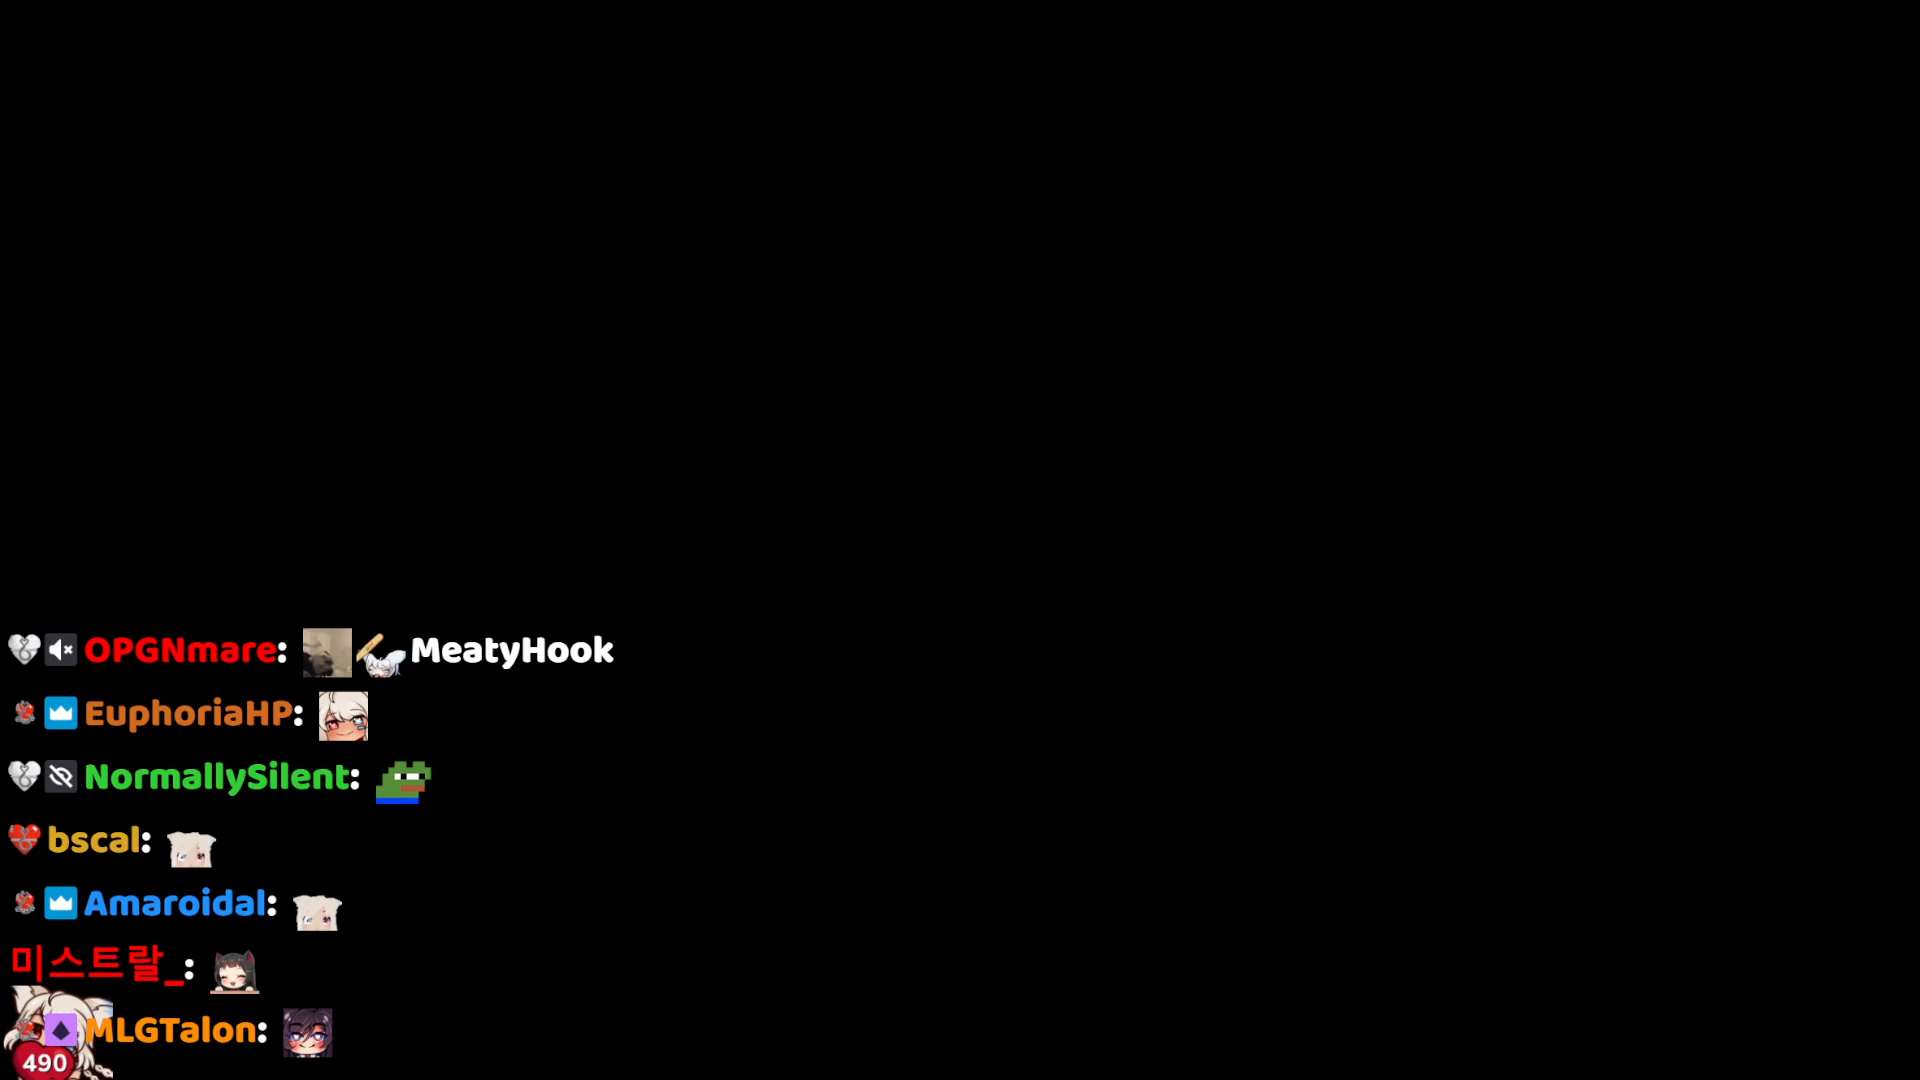 OPGNmare: MeatyHook
EuphoriaHP:
NormallySilent:
bscal:
Amaroidal:
미스트랄_:
MLGTalon:
490